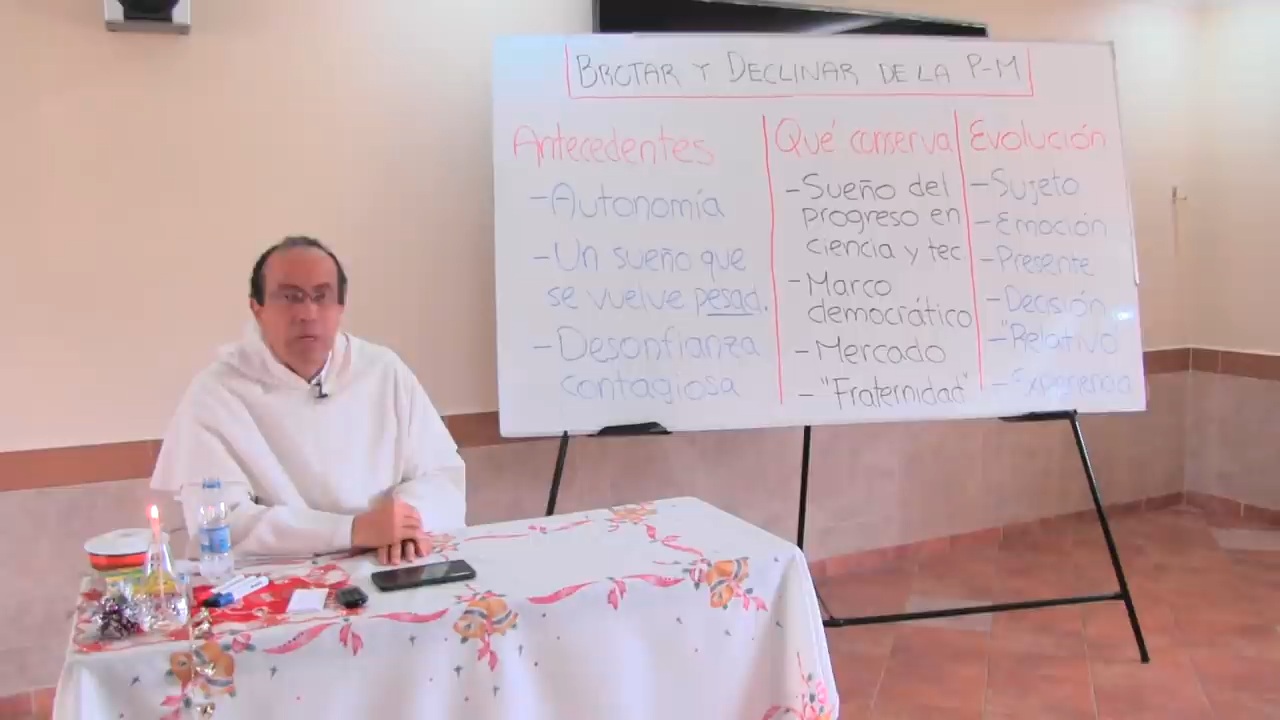 BROTAR Y DECLINAR DE LA P-M
Antecedentes
-Autonomía
-Un sueño que
se vuelve pesad.
-Desonfianza
contagiosa
Qué conserva
-Sueño del
progreso en
ciencia y tec.
-Marco
democrático
-Mercado
-"Fraternidad"
Evolución
-Sujeto
-Emoción
-Presente
-Decisión
-"Relativo"
-Experiencia